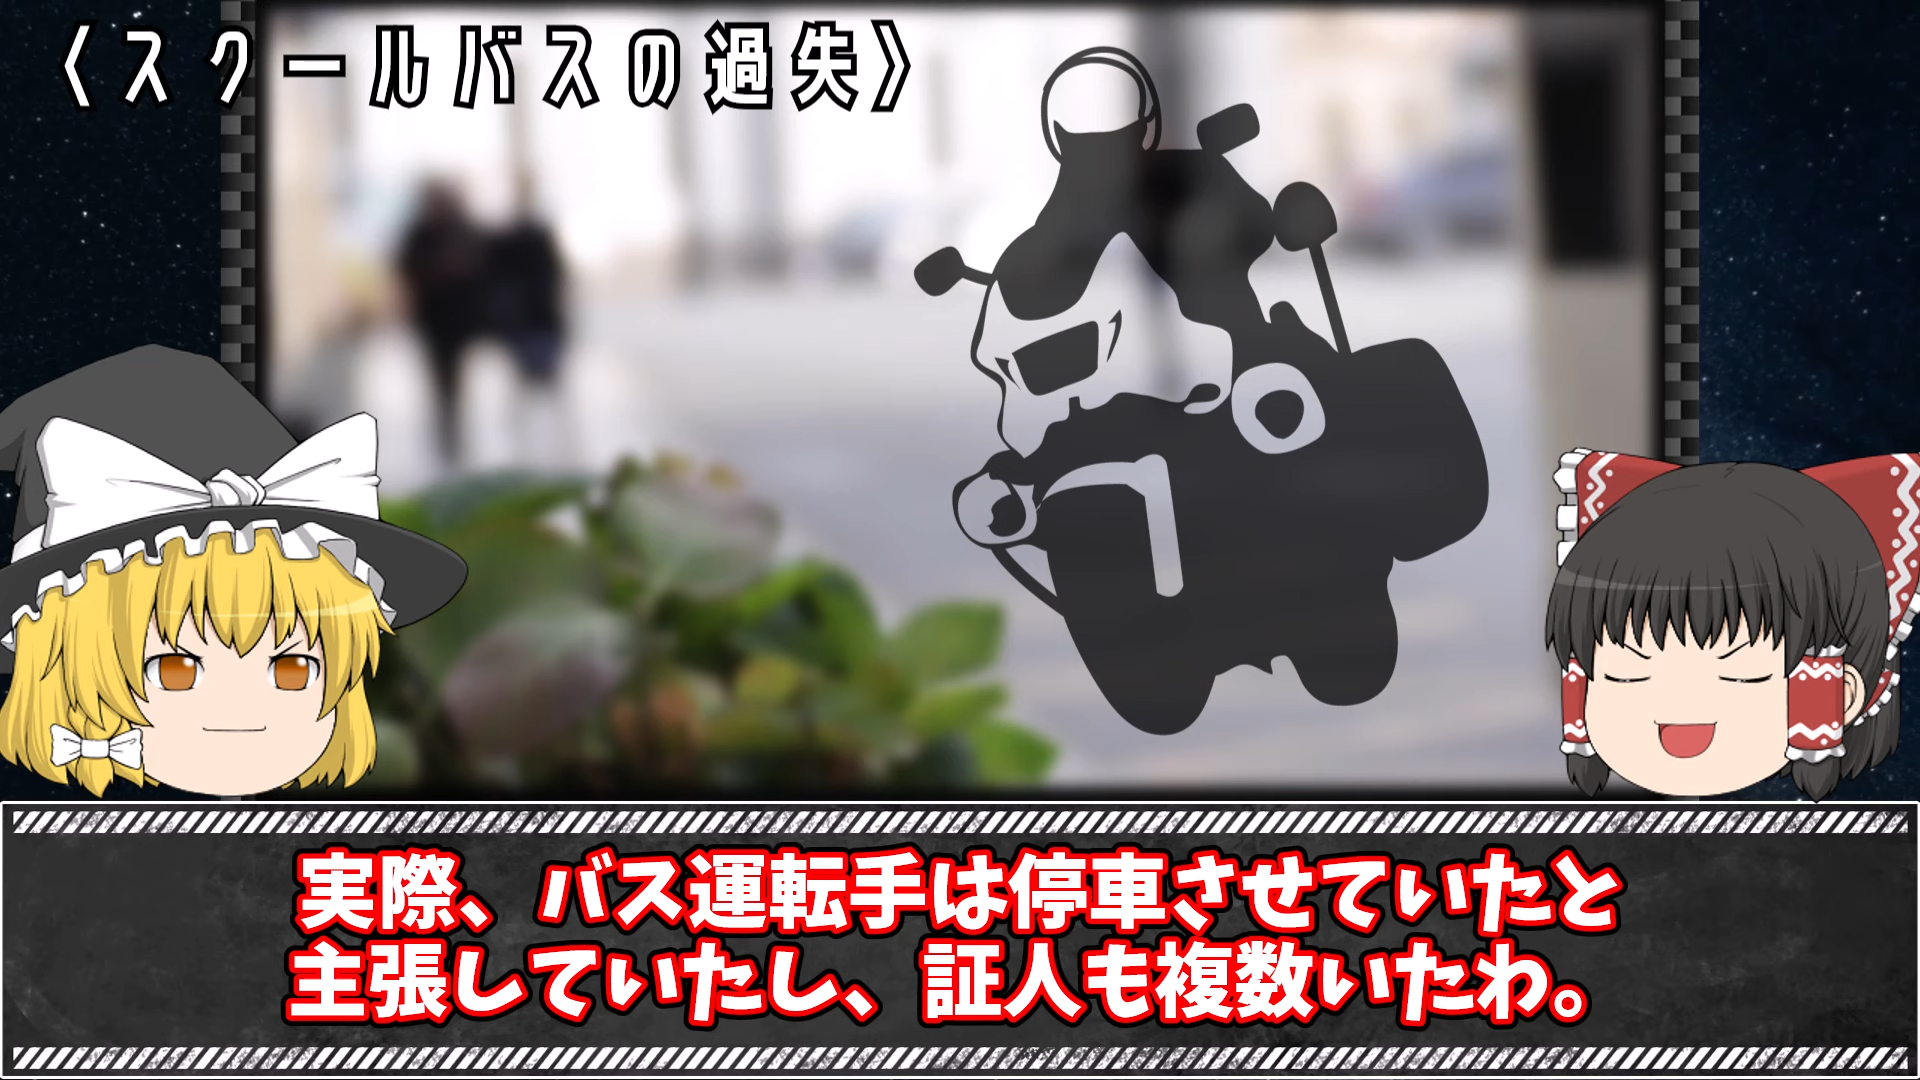 〈スクールバスの過失〉
実際、バス運転手は停車させていたと
主張していたし、証人も複数いたわ。